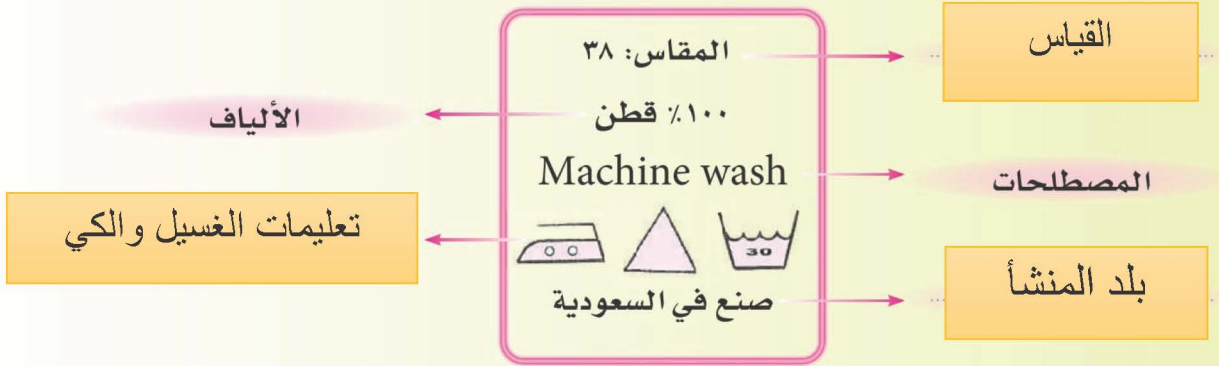 المقاس: ٣٨
القياس
١٠٠٪ قطن
الألياف
Machine wash
المصطلحات
تعليمات الغسيل والكي
30
صنع في السعودية
بلد المنشأ